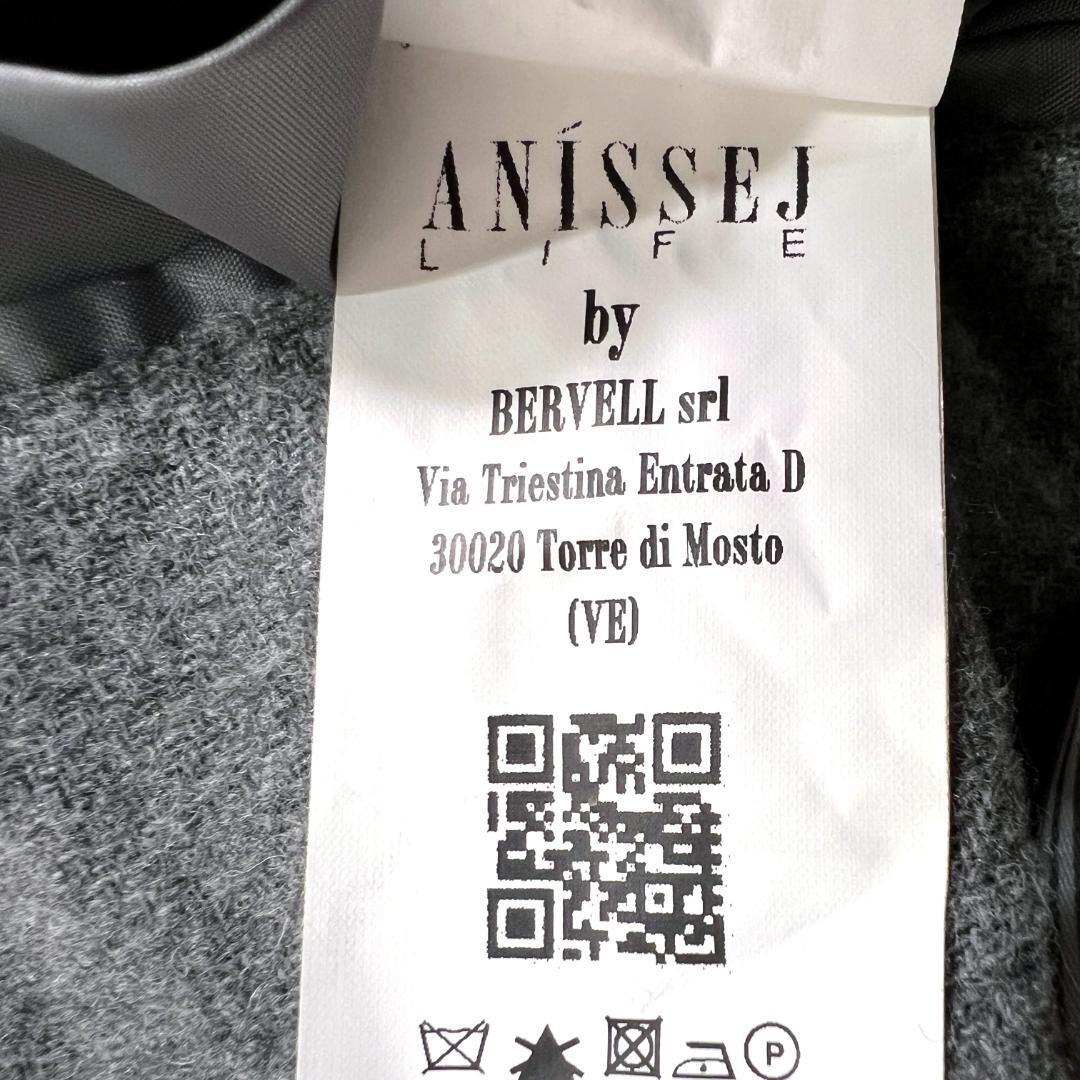 ANÍSSEJ
LIFE
by
BERVELL srl
Via Triestina Entrata D
30020 Torre di Mosto
(VE)
P